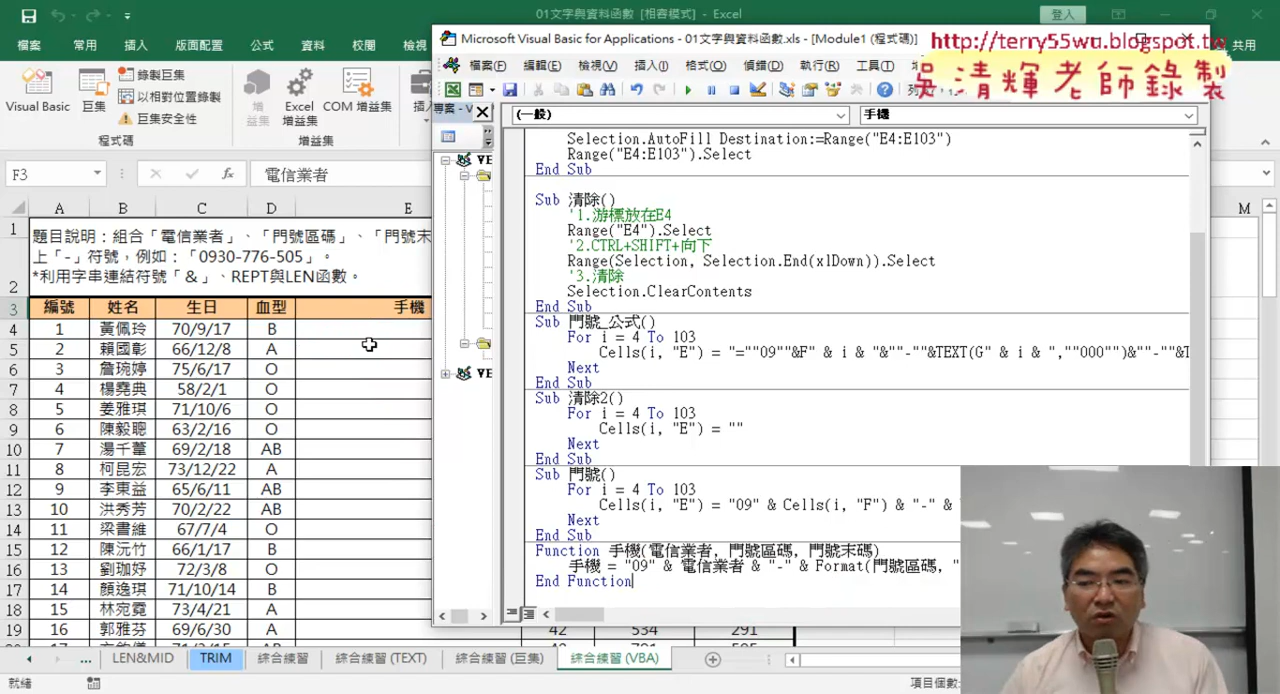 01文字與資料函數 [相容模式] - Excel
登入
檔案 常用 插入 版面配置 公式 資料 校閱 檢視
共用
Visual Basic
巨集
錄製巨集
以相對位置錄製
巨集安全性
程式碼
增益集
Excel 增益集
COM 增益集
增益集
F3
電信業者
A B C D E M
1 題目說明：組合「電信業者」、「門號區碼」、「門號末
上「-」符號，例如：「0930-776-505」。
2 *利用字串連結符號「&」、REPT與LEN函數。
3 編號 姓名 生日 血型 手機
4 1 黃佩玲 70/9/17 B
5 2 賴國彰 66/12/8 A
6 3 詹琬婷 75/6/17 O
7 4 楊堯典 58/2/1 O
8 5 姜雅琪 71/10/6 O
9 6 陳毅聰 63/2/16 O
10 7 湯千菫 69/2/18 AB
11 8 柯昆宏 73/12/22 A
12 9 李東益 65/6/11 AB
13 10 洪秀芳 70/2/22 AB
14 11 梁書維 67/7/4 O
15 12 陳沅竹 66/1/17 B
16 13 劉珈妤 72/3/8 O
17 14 顏逸頁 71/10/14 B
18 15 林宛霓 73/4/21 A
19 16 郭雅芬 69/6/30 A
42 534 291
... LEN&MID TRIM 綜合練習 綜合練習 (TEXT) 綜合練習 (巨集) 綜合練習 (VBA)
就緒
項目個數
Microsoft Visual Basic for Applications - 01文字與資料函數.xls - [Module1 (程式碼)]
檔案(F) 編輯(E) 檢視(V) 插入(I) 格式(O) 偵錯(D) 執行(R) 工具(T)
專案 - V
(一般)
手機
Selection.AutoFill Destination:=Range("E4:E103")
Range("E4:E103").Select
End Sub
Sub 清除()
'1.游標放在E4
Range("E4").Select
'2.CTRL+SHIFT+向下
Range(Selection, Selection.End(xlDown)).Select
'3.清除
Selection.ClearContents
End Sub
Sub 門號_公式()
For i = 4 To 103
Cells(i, "E") = "=""09""&F" & i & "&""-""&TEXT(G" & i & ",""000"")&""-""&T
Next
End Sub
Sub 清除2()
For i = 4 To 103
Cells(i, "E") = ""
Next
End Sub
Sub 門號()
For i = 4 To 103
Cells(i, "E") = "09" & Cells(i, "F") & "-" &
Next
End Sub
Function 手機(電信業者, 門號區碼, 門號末碼)
手機 = "09" & 電信業者 & "-" & Format(門號區碼, "
End Function
http://terry55wu.blogspot.tw
吳清輝老師錄製